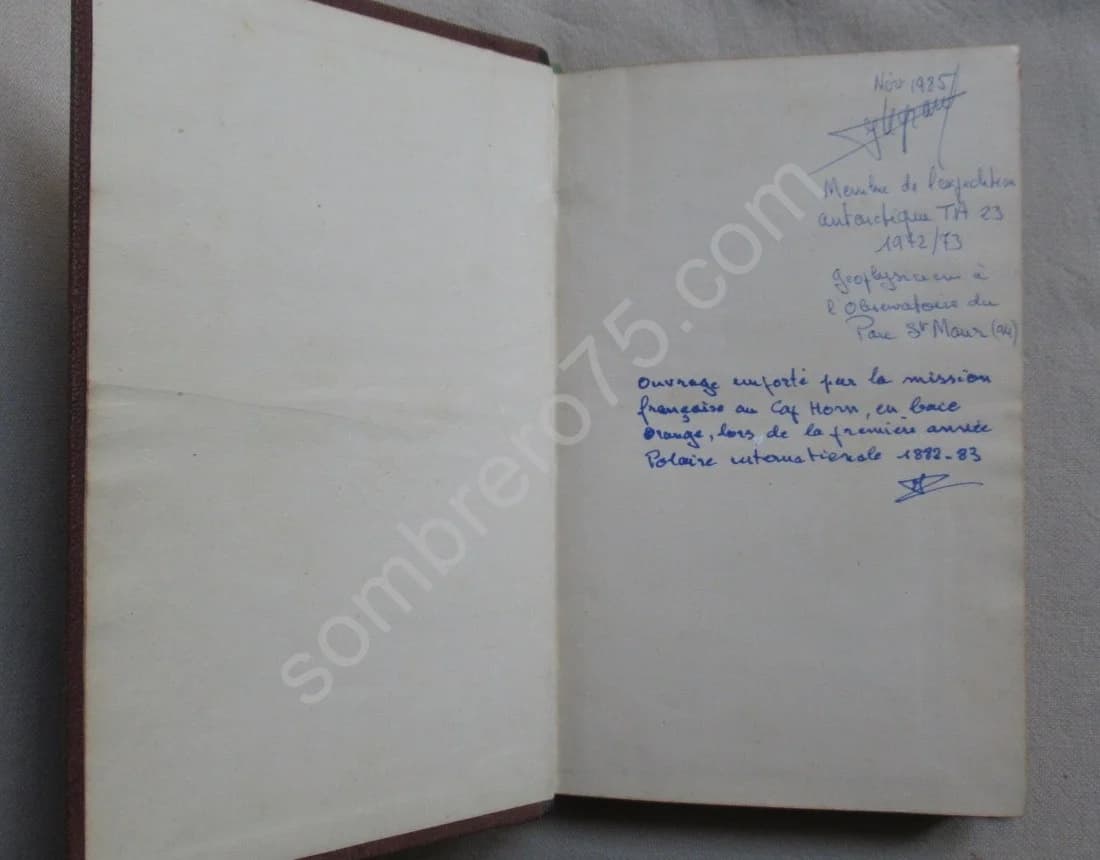 Nov 1985
Membre de l'expédition
antarctique TA 23
1972/73
Géophysicien à
l'Observatoire du
Parc St Maur (94)
Ouvrage emporté par la mission
française au Cap Horn, en baie
Orange, lors de la première année
Polaire internationale 1882-83
sombrero75.com